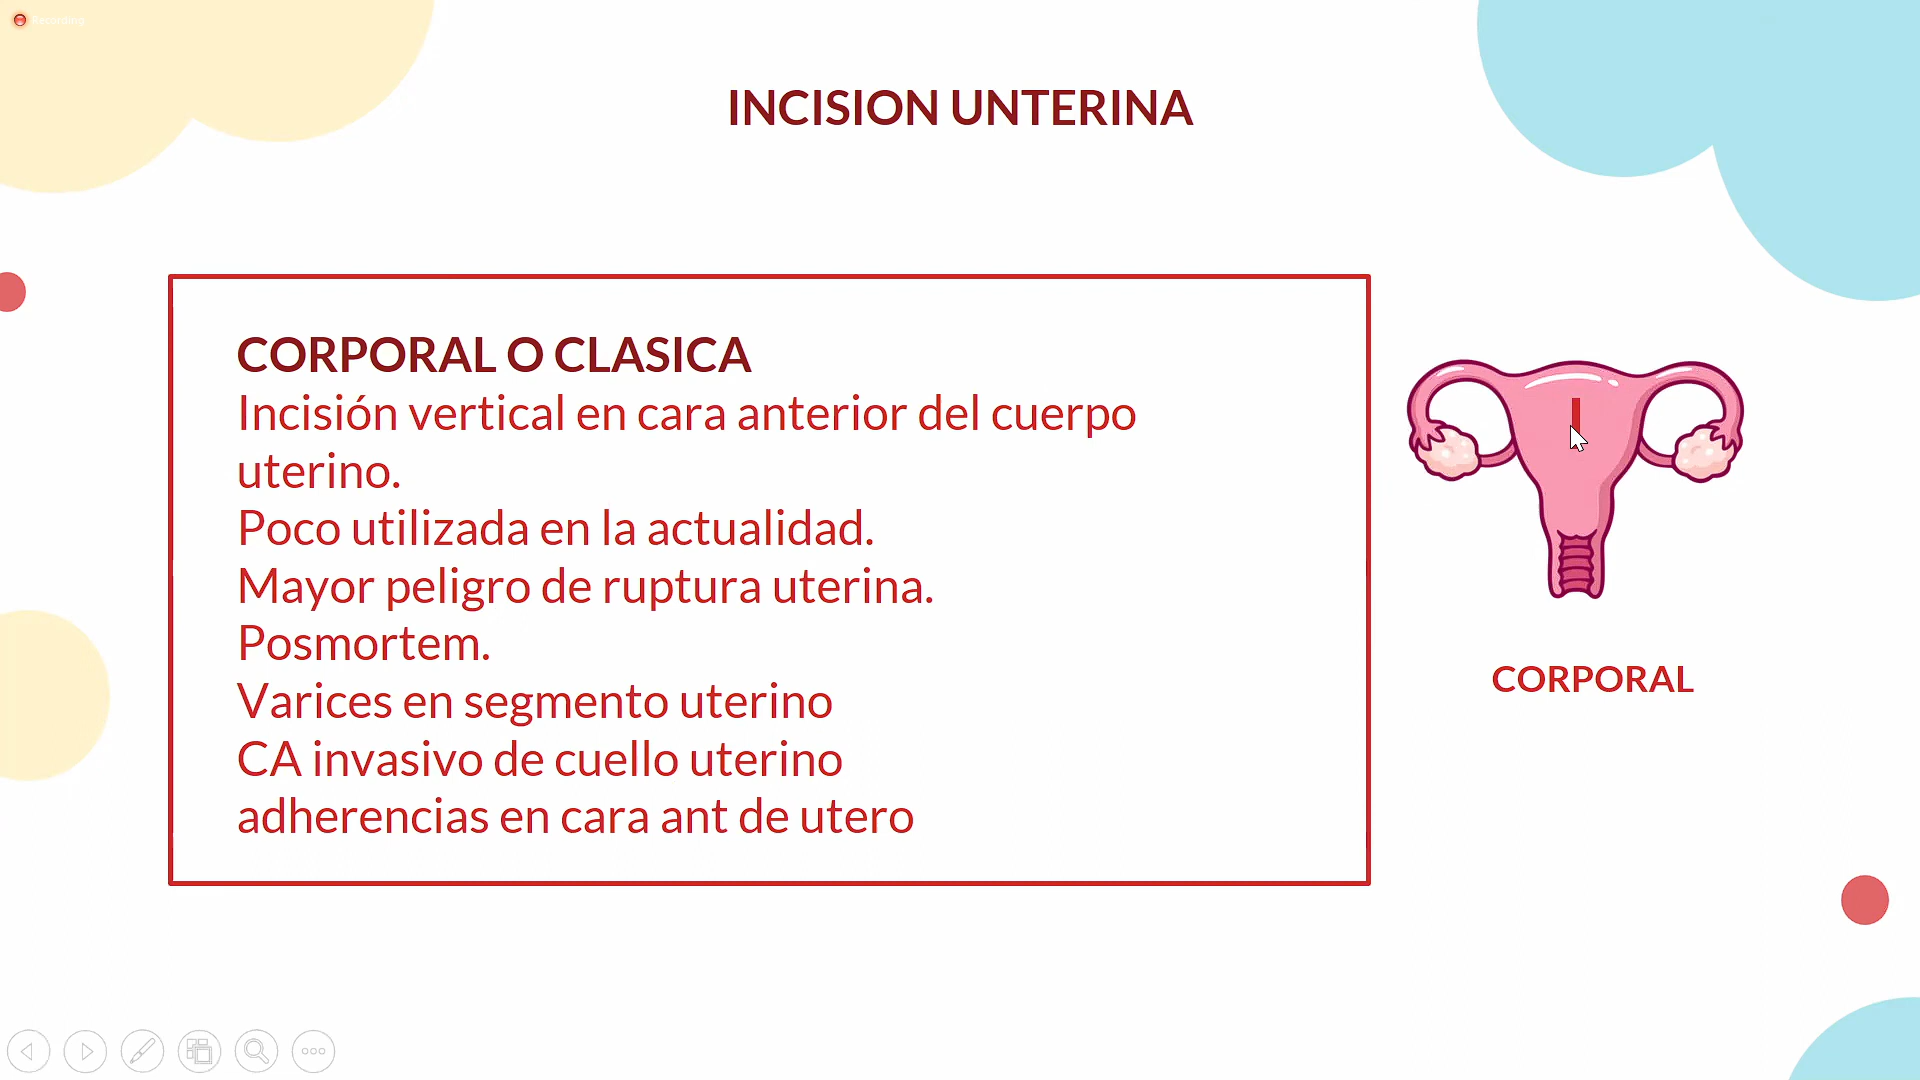 Recording
INCISION UNTERINA
CORPORAL O CLASICA
Incisión vertical en cara anterior del cuerpo
uterino.
Poco utilizada en la actualidad.
Mayor peligro de ruptura uterina.
Posmortem.
Varices en segmento uterino
CA invasivo de cuello uterino
adherencias en cara ant de utero
CORPORAL